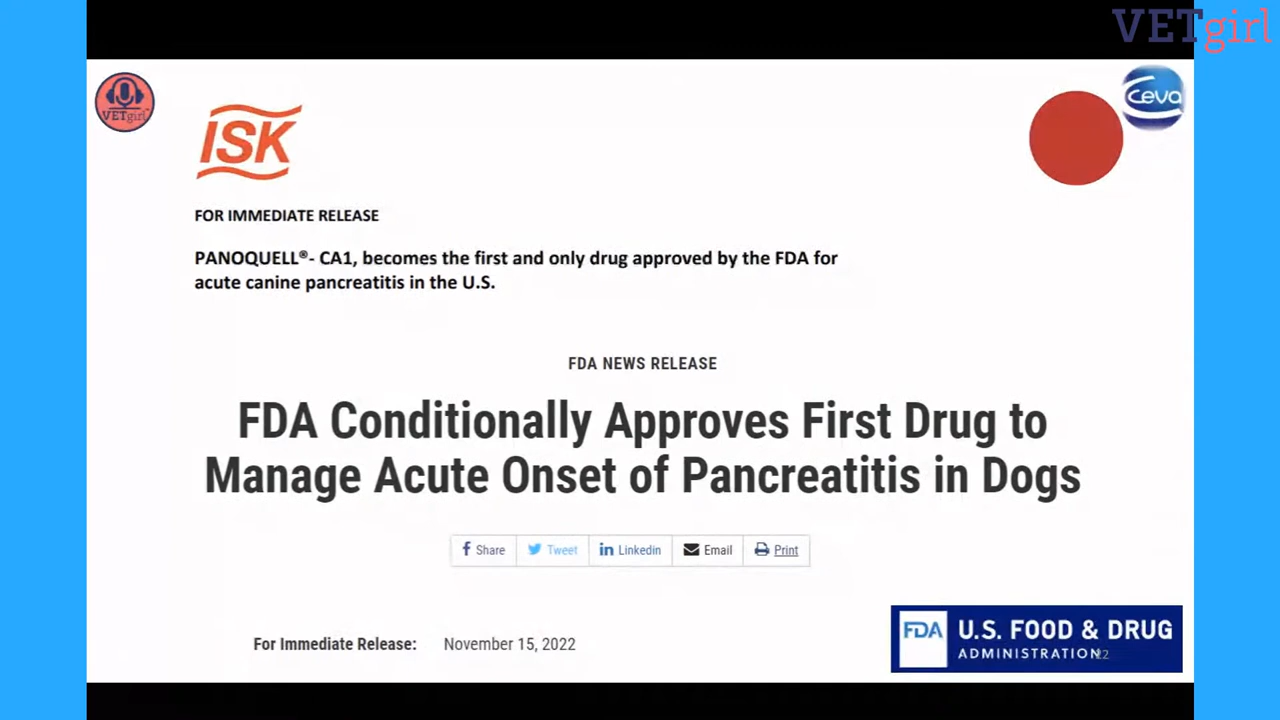 VETgirl
VETgirl
ceva
ISK
FOR IMMEDIATE RELEASE
PANOQUELL®- CA1, becomes the first and only drug approved by the FDA for
acute canine pancreatitis in the U.S.
FDA NEWS RELEASE
FDA Conditionally Approves First Drug to
Manage Acute Onset of Pancreatitis in Dogs
Share Tweet Linkedin Email Print
For Immediate Release: November 15, 2022
FDA U.S. FOOD & DRUG
ADMINISTRATION
22